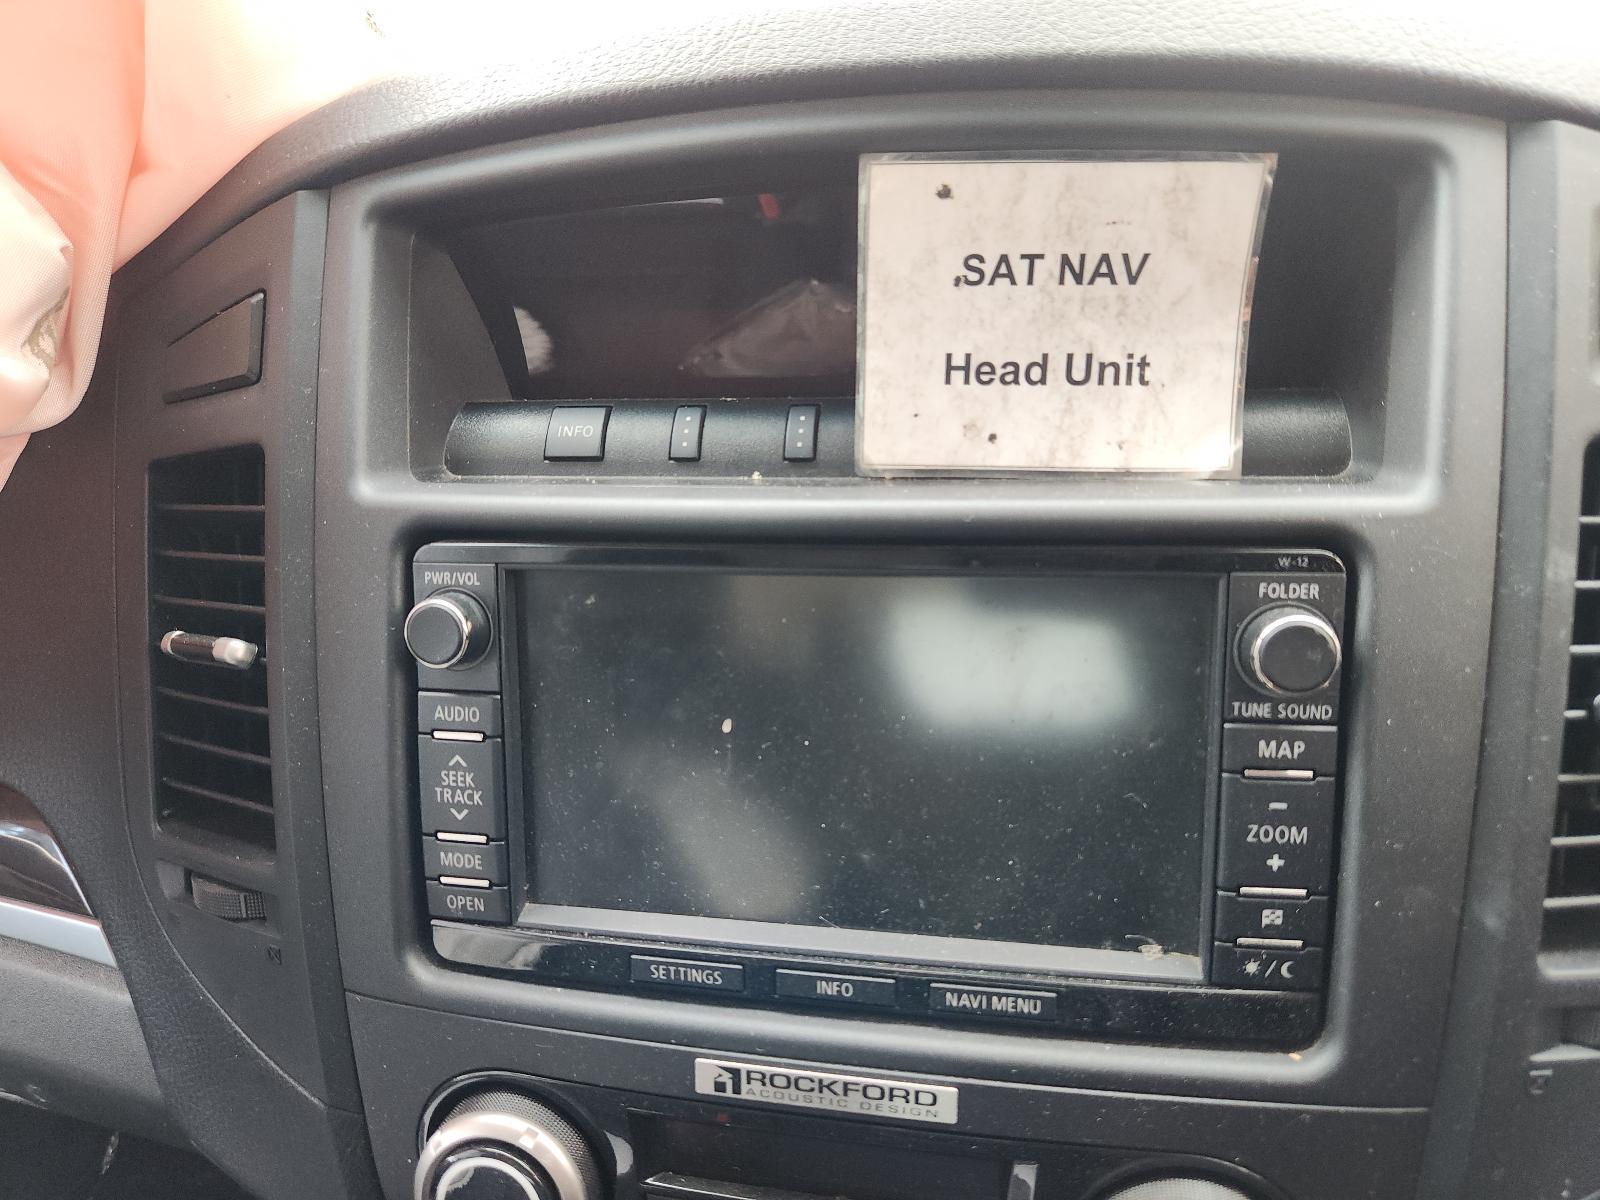 SAT NAV
Head Unit
INFO
W-12
PWR/VOL
FOLDER
TUNE SOUND
AUDIO
SEEK
TRACK
MODE
OPEN
MAP
-
ZOOM
+
SETTINGS
INFO
NAVI MENU
ROCKFORD
ACOUSTIC DESIGN